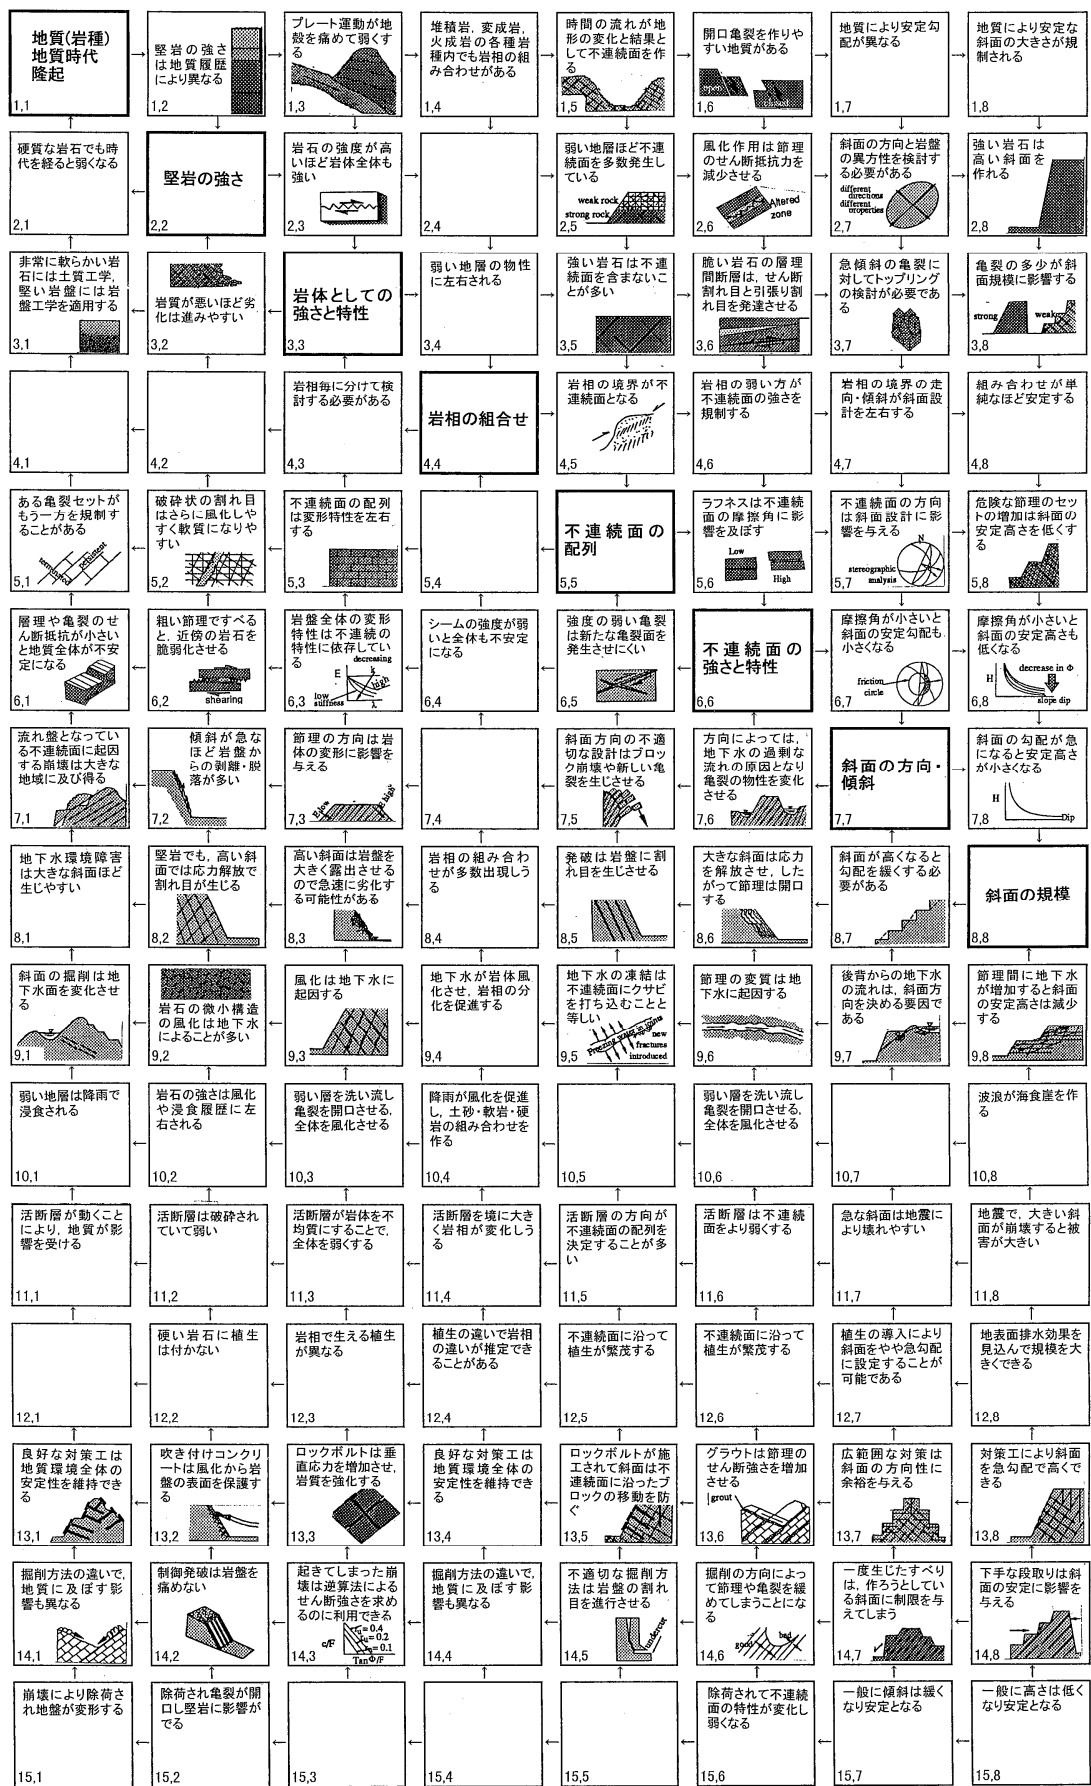 地質(岩種)
地質時代
隆起
1,1
堅岩の強さ
は地質履歴
により異なる
1,2
プレート運動が地
殻を痛めて弱くす
る
1,3
堆積岩, 変成岩,
火成岩の各種岩
種内でも岩相の組
み合わせがある
1,4
時間の流れが地
形の変化と結果と
して不連続面を作
る
1,5
開口亀裂を作りや
すい地質がある
open
closed
1,6
地質により安定勾
配が異なる
1,7
地質により安定な
斜面の大きさが規
制される
1,8
硬質な岩石でも時
代を経ると弱くなる
2,1
堅岩の強さ
2,2
岩石の強度が高
いほど岩体全体も
強い
2,3
2,4
弱い地層ほど不連
続面を多数発生し
ている
weak rock
strong rock
2,5
風化作用は節理
のせん断抵抗力を
減少させる
Altered
zone
2,6
斜面の方向と岩盤
の異方性を検討す
る必要がある
different
directions
different
properties
2,7
強い岩石は
高い斜面を
作れる
2,8
非常に軟らかい岩
石には土質工学,
堅い岩盤には岩
盤工学を適用する
3,1
岩質が悪いほど劣
化は進みやすい
3,2
岩体としての
強さと特性
3,3
弱い地層の物性
に左右される
3,4
強い岩石は不連
続面を含まないこ
とが多い
3,5
脆い岩石の層理
間断層は, せん断
割れ目と引張り割
れ目を発達させる
3,6
急傾斜の亀裂に
対してトップリング
の検討が必要であ
る
3,7
亀裂の多少が斜
面規模に影響する
strong
weak
3,8
4,1
4,2
岩相毎に分けて検
討する必要がある
4,3
岩相の組合せ
4,4
岩相の境界が不
連続面となる
4,5
岩相の弱い方が
不連続面の強さを
規制する
4,6
岩相の境界の走
向・傾斜が斜面設
計を左右する
4,7
組み合わせが単
純なほど安定する
4,8
ある亀裂セットが
もう一方を規制す
ることがある
terminated
persistent
5,1
破砕状の割れ目
はさらに風化しや
すく軟質になりや
すい
5,2
不連続面の配列
は変形特性を左右
する
5,3
5,4
不連続面の
配列
5,5
ラフネスは不連続
面の摩擦角に影
響を及ぼす
Low
High
5,6
不連続面の方向
は斜面設計に影
響を与える
N
stereographic
analysis
5,7
危険な節理のセッ
トの増加は斜面の
安定高さを低くす
る
5,8
層理や亀裂のせ
ん断抵抗が小さい
と地質全体が不安
定になる
6,1
粗い節理ですべる
と, 近傍の岩石を
脆弱化させる
shearing
6,2
岩盤全体の変形
特性は不連続の
特性に依存してい
る
decreasing
E
k
high
low
stiffness
λ
6,3
シームの強度が
弱いと全体も不安定
になる
6,4
強度の弱い亀裂
は新たな亀裂面を
発生させにくい
6,5
不連続面の
強さと特性
6,6
摩擦角が小さいと
斜面の安定勾配も
小さくなる
friction
circle
6,7
摩擦角が小さいと
斜面の安定高さも
低くなる
decrease in Φ
H
slope dip
6,8
流れ盤となってい
る不連続面に起因
する崩壊は大きな
地域に及び得る
7,1
傾斜が急な
ほど岩盤か
らの剥離・脱
落が多い
7,2
節理の方向は岩
体の変形に影響を
与える
E low
E high
7,3
7,4
斜面方向の不適
切な設計はブロック
崩壊や新しい亀
裂を生じさせる
7,5
方向によっては,
地下水の過剰な
流れの原因となり
亀裂の物性を変化
させる
7,6
斜面の方向・
傾斜
7,7
斜面の勾配が急
になると安定高さ
が小さくなる
H
Dip
7,8
地下水環境障害
は大きな斜面ほど
生じやすい
8,1
堅岩でも, 高い斜
面では応力解放で
割れ目が生じる
8,2
高い斜面は岩盤を
大きく露出させる
ので急速に劣化す
る可能性がある
8,3
岩相の組み合わ
せが多数出現しう
る
8,4
発破は岩盤に割
れ目を生じさせる
8,5
大きな斜面は応力
を解放させ, した
がって節理は開口
する
8,6
斜面が高くなると
勾配を緩くする必
要がある
8,7
斜面の規模
8,8
斜面の掘削は地
下水面を変化させ
る
9,1
岩石の微小構造
の風化は地下水
によることが多い
9,2
風化は地下水に
起因する
9,3
地下水が岩体風
化させ, 岩相の分
化を促進する
9,4
地下水の凍結は
不連続面にクサビ
を打ち込むことと
等しい
Freezing water in joints
new
fractures
introduced
9,5
節理の変質は地
下水に起因する
9,6
後背からの地下水
の流れは, 斜面方向
を決める要因で
ある
9,7
節理間に地下水
が増加すると斜面
の安定高さは減少
する
9,8
弱い地層は降雨で
浸食される
10,1
岩石の強さは風化
や浸食履歴に左
右される
10,2
弱い層を洗い流し
亀裂を開口させる,
全体を風化させる
10,3
降雨が風化を促進
し, 土砂・軟岩・硬
岩の組み合わせを
作る
10,4
10,5
弱い層を洗い流し
亀裂を開口させる,
全体を風化させる
10,6
10,7
波浪が海食崖を作
る
10,8
活断層が動くこと
により, 地質が影
響を受ける
11,1
活断層は破砕され
ていて弱い
11,2
活断層が岩体を不
均質にすることで,
全体を弱くする
11,3
活断層を境に大き
く岩相が変化しう
る
11,4
活断層の方向が
不連続面の配列を
決定することが多
い
11,5
活断層は不連続
面をより弱くする
11,6
急な斜面は地震に
より壊れやすい
11,7
地震で, 大きい斜
面が崩壊すると被
害が大きい
11,8
12,1
硬い岩石に植生
は付かない
12,2
岩相で生える植生
が異なる
12,3
植生の違いで岩相
の違いが推定でき
ることがある
12,4
不連続面に沿って
植生が繁茂する
12,5
不連続面に沿って
植生が繁茂する
12,6
植生の導入により
斜面をやや急勾配
に設定することが
可能である
12,7
地表面排水効果を
見込んで規模を大
きくできる
12,8
良好な対策工は
地質環境全体の
安定性を維持でき
る
13,1
吹き付けコンクリ
ートは風化から岩
盤の表面を保護す
る
13,2
ロックボルトは垂
直応力を増加させ,
岩質を強化する
13,3
良好な対策工は
地質環境全体の
安定性を維持でき
る
13,4
ロックボルトが施
工されて斜面は不
連続面に沿ったブ
ロックの移動を防
ぐ
13,5
グラウトは節理の
せん断強さを増加
させる
grout
13,6
広範囲な対策は
斜面の方向性に
余裕を与える
13,7
対策工により斜面
を急勾配で高くで
きる
13,8
掘削方法の違いで,
地質に及ぼす影
響も異なる
14,1
制御発破は岩盤を
痛めない
14,2
起きてしまった崩
壊は逆算法による
せん断強さを求め
るのに利用できる
c/F
=0.4
=0.2
=0.1
TanΦ/F
14,3
掘削方法の違いで,
地質に及ぼす影
響も異なる
14,4
不適切な掘削方
法は岩盤の割れ
目を進行させる
undercut
14,5
掘削の方向によ
って節理や亀裂を緩
めてしまうことにな
る
good
bad
14,6
一度生じたすべり
は, 作ろうとしてい
る斜面に制限を与
えてしまう
14,7
下手な段取りは斜
面の安定に影響を
与える
14,8
崩壊により除荷さ
れ地盤が変形する
15,1
除荷され亀裂が開
口し堅岩に影響が
でる
15,2
15,3
15,4
15,5
除荷されて不連続
面の特性が変化し
弱くなる
15,6
一般に傾斜は緩く
なり安定となる
15,7
一般に高さは低く
なり安定となる
15,8